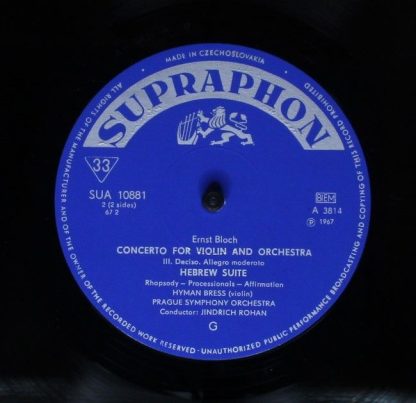 MADE IN CZECHOSLOVAKIA
ALL RIGHTS OF THE MANUFACTURER AND OF THE OWNER OF THE RECORDED WORK RESERVED · UNAUTHORIZED PUBLIC PERFORMANCE BROADCASTING AND COPYING OF THIS RECORD PROHIBITED
SUPRAPHON
33
SUA 10881
2 (2 sides)
67 2
BIEM
A 3814
Ⓟ 1967
Ernst Bloch
CONCERTO FOR VIOLIN AND ORCHESTRA
III. Deciso. Allegro moderato
HEBREW SUITE
Rhapsody – Processionals – Affirmation
HYMAN BRESS (violin)
PRAGUE SYMPHONY ORCHESTRA
Conductor: JINDRICH ROHAN
G